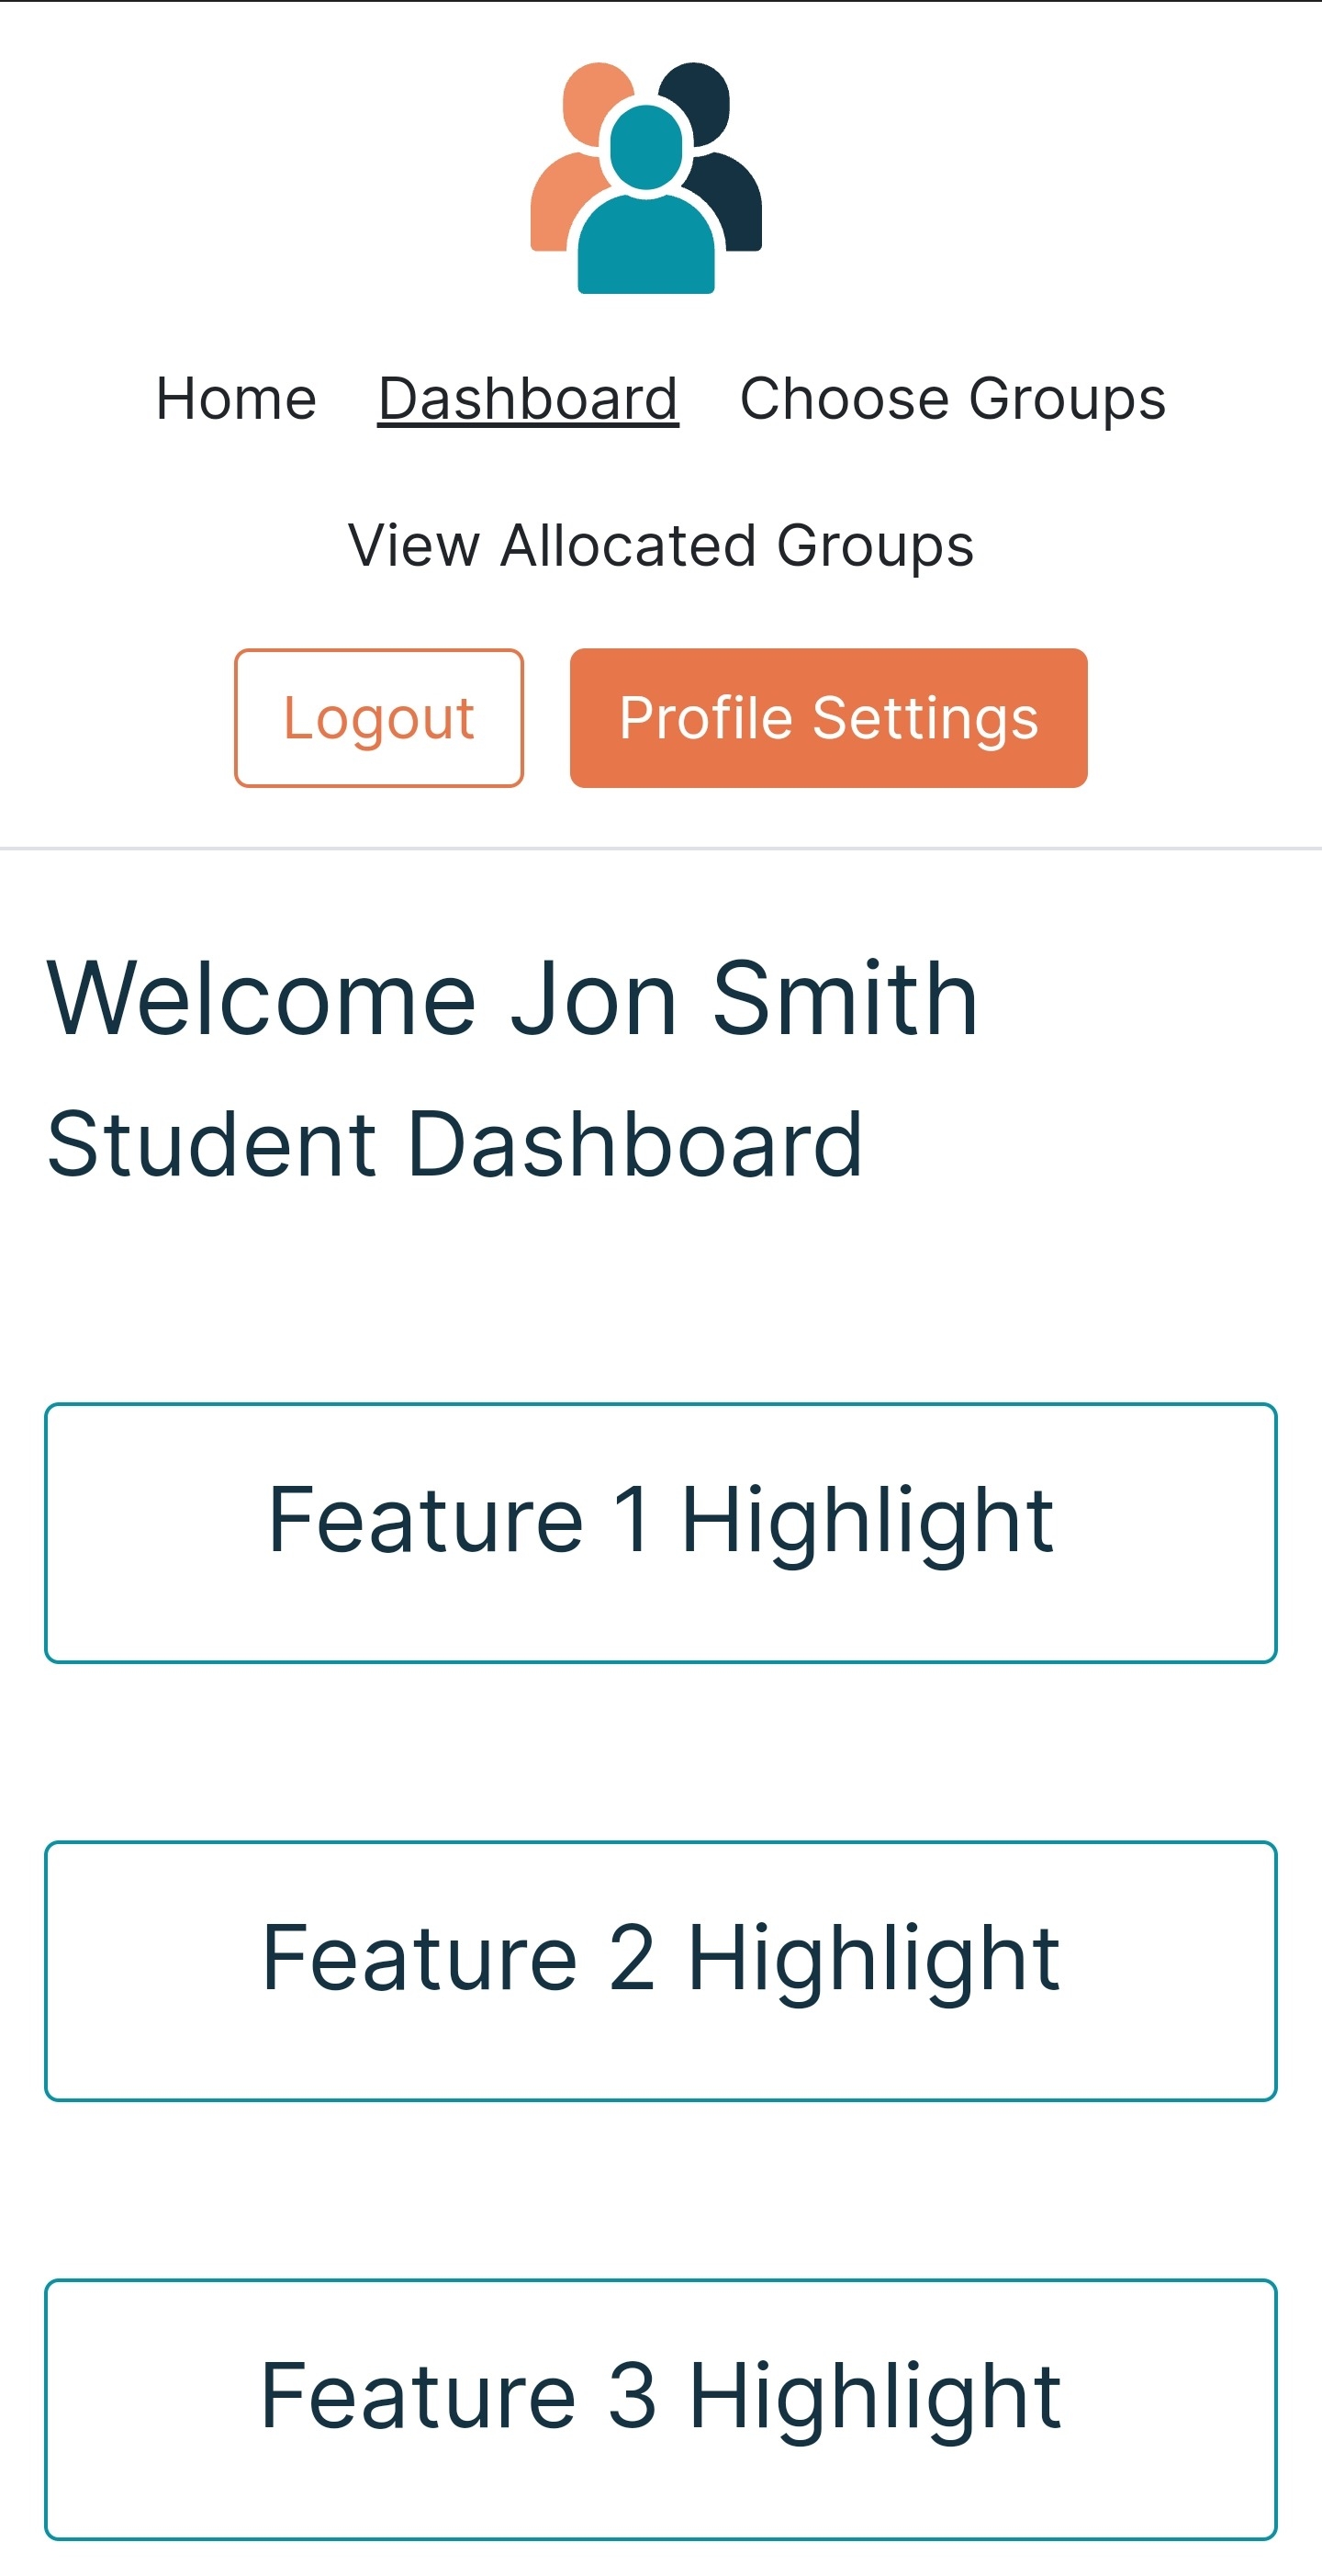 Home Dashboard Choose Groups
View Allocated Groups
Logout Profile Settings
Welcome Jon Smith
Student Dashboard
Feature 1 Highlight
Feature 2 Highlight
Feature 3 Highlight